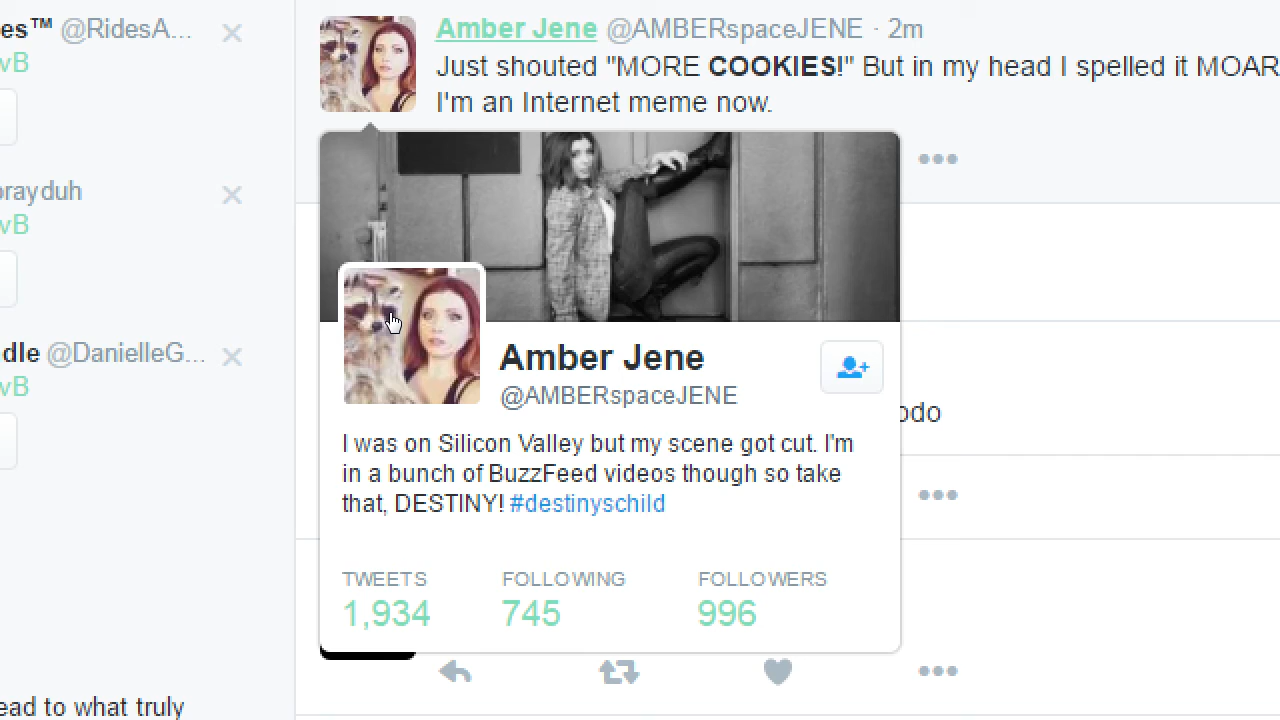 es™ @RidesA...
vB
orayduh
vB
dle @DanielleG...
vB
ead to what truly
Amber Jene @AMBERspaceJENE · 2m
Just shouted "MORE COOKIES!" But in my head I spelled it MOAR
I'm an Internet meme now.
Amber Jene
@AMBERspaceJENE
I was on Silicon Valley but my scene got cut. I'm
in a bunch of BuzzFeed videos though so take
that, DESTINY! #destinyschild
TWEETS FOLLOWING FOLLOWERS
1,934 745 996
odo